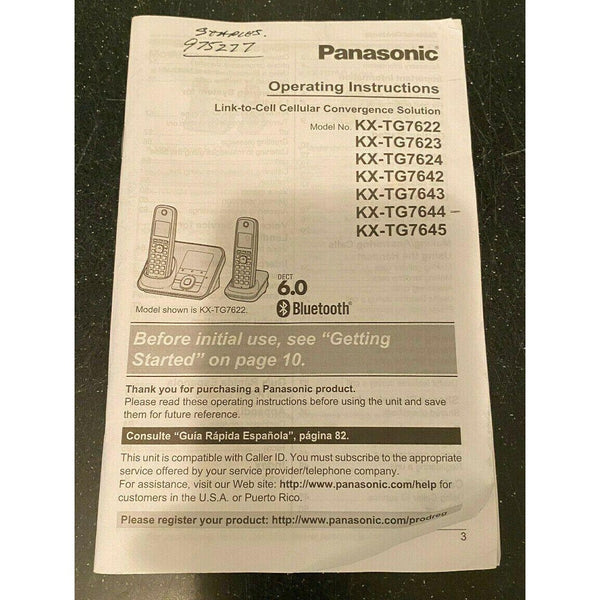 STAPLES.
975277
Panasonic
Operating Instructions
Link-to-Cell Cellular Convergence Solution
Model No. KX-TG7622
KX-TG7623
KX-TG7624
KX-TG7642
KX-TG7643
KX-TG7644 –
KX-TG7645
DECT
6.0
Bluetooth®
Model shown is KX-TG7622.
Before initial use, see “Getting
Started” on page 10.
Thank you for purchasing a Panasonic product.
Please read these operating instructions before using the unit and save
them for future reference.
Consulte “Guía Rápida Española”, página 82.
This unit is compatible with Caller ID. You must subscribe to the appropriate
service offered by your service provider/telephone company.
For assistance, visit our Web site: http://www.panasonic.com/help for
customers in the U.S.A. or Puerto Rico.
Please register your product: http://www.panasonic.com/prodreg
3